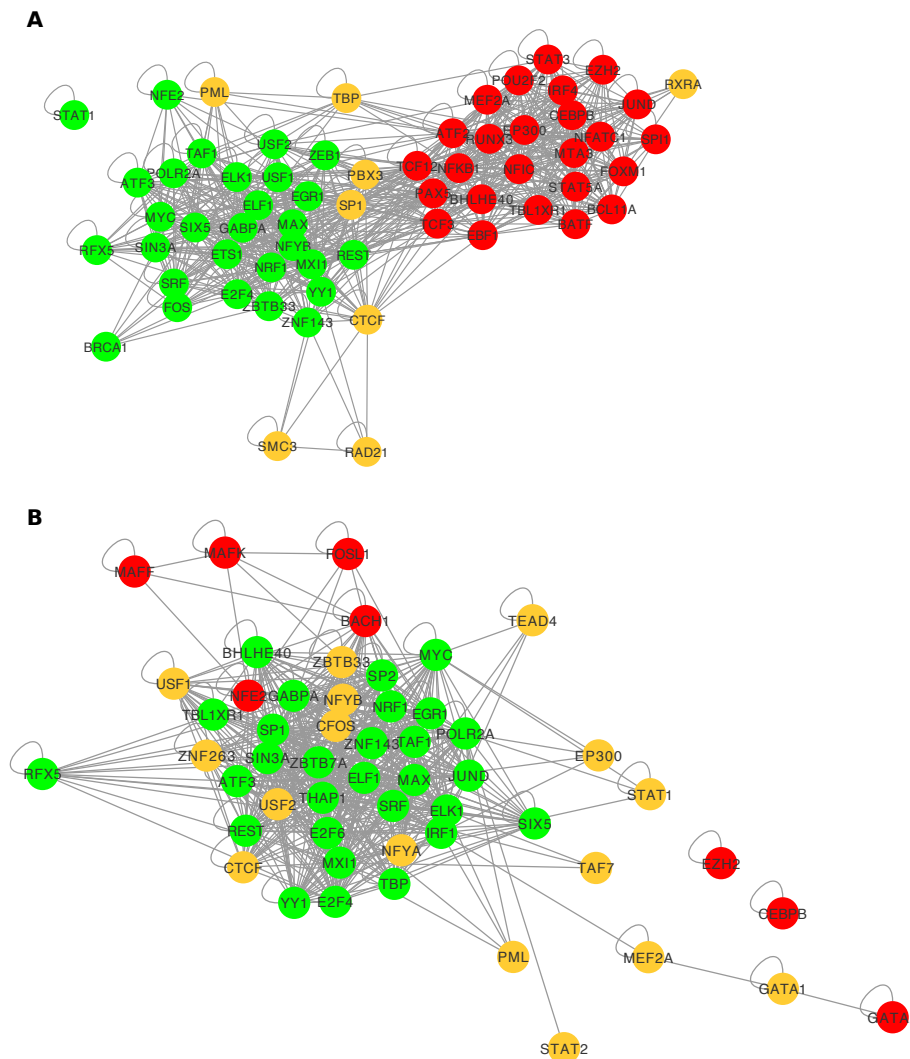 A
STAT3
EZH2
POU2F2
RXRA
IRF4
NFE2
PML
TBP
MEF2A
JUND
STAT1
CEBPB
ATF2
EP300
RUNX3
NFATC1
SPI1
USF2
TAF1
ZEB1
MTA3
TCF12
NFKB1
NFIC
FOXM1
POLR2A
ELK1
USF1
PBX3
ATF3
STAT5A
PAX5
BHLHE40
EGR1
ELF1
SP1
TBL1XR1
BCL11A
MYC
SIX5
GABPA
MAX
TCF3
BATF
EBF1
RFX5
SIN3A
NFYB
ETS1
REST
NRF1
MXI1
SRF
E2F4
YY1
FOS
ZBTB33
ZNF143
CTCF
BRCA1
SMC3
RAD21
B
MAFK
FOSL1
MAFF
BACH1
TEAD4
BHLHE40
ZBTB33
MYC
SP2
USF1
NFE2
GABPA
NFYB
NRF1
EGR1
TBL1XR1
SP1
CFOS
POLR2A
ZNF143
TAF1
ZNF263
SIN3A
ZBTB7A
EP300
RFX5
ATF3
ELF1
MAX
JUND
STAT1
USF2
THAP1
SRF
ELK1
SIX5
REST
E2F6
IRF1
NFYA
CTCF
MXI1
TAF7
EZH2
TBP
YY1
E2F4
CEBPB
PML
MEF2A
GATA1
GATA
STAT2